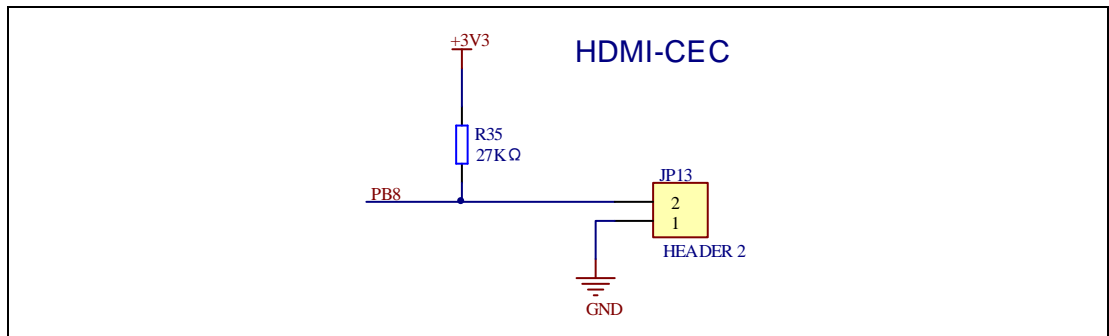 +3V3
HDMI-CEC
R35
27KΩ
PB8
JP13
2
1
HEADER 2
GND